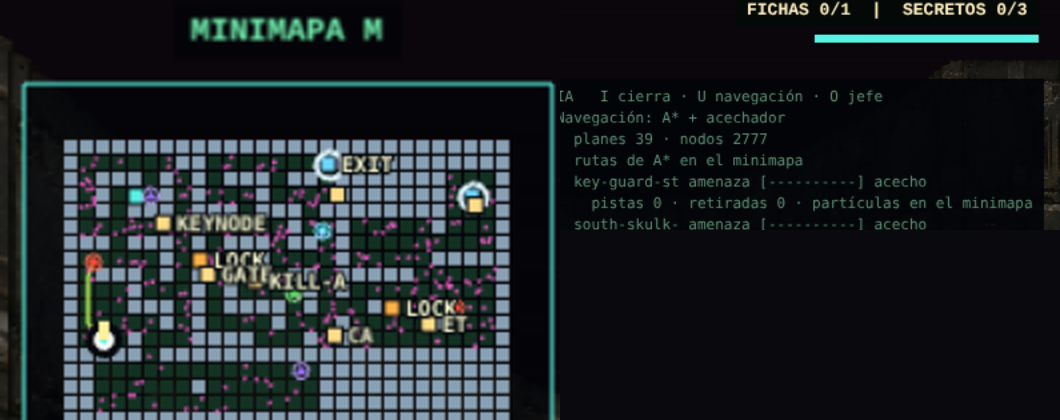 FICHAS 0/1 | SECRETOS 0/3
MINIMAPA M
IA I cierra · U navegación · O jefe
Navegación: A* + acechador
planes 39 · nodos 2777
rutas de A* en el minimapa
key-guard-st amenaza [----------] acecho
pistas 0 · retiradas 0 · partículas en el minimapa
south-skulk- amenaza [----------] acecho
EXIT
KEYNODE
LOCK
GATE
KILL-A
LOCK
ET
CA